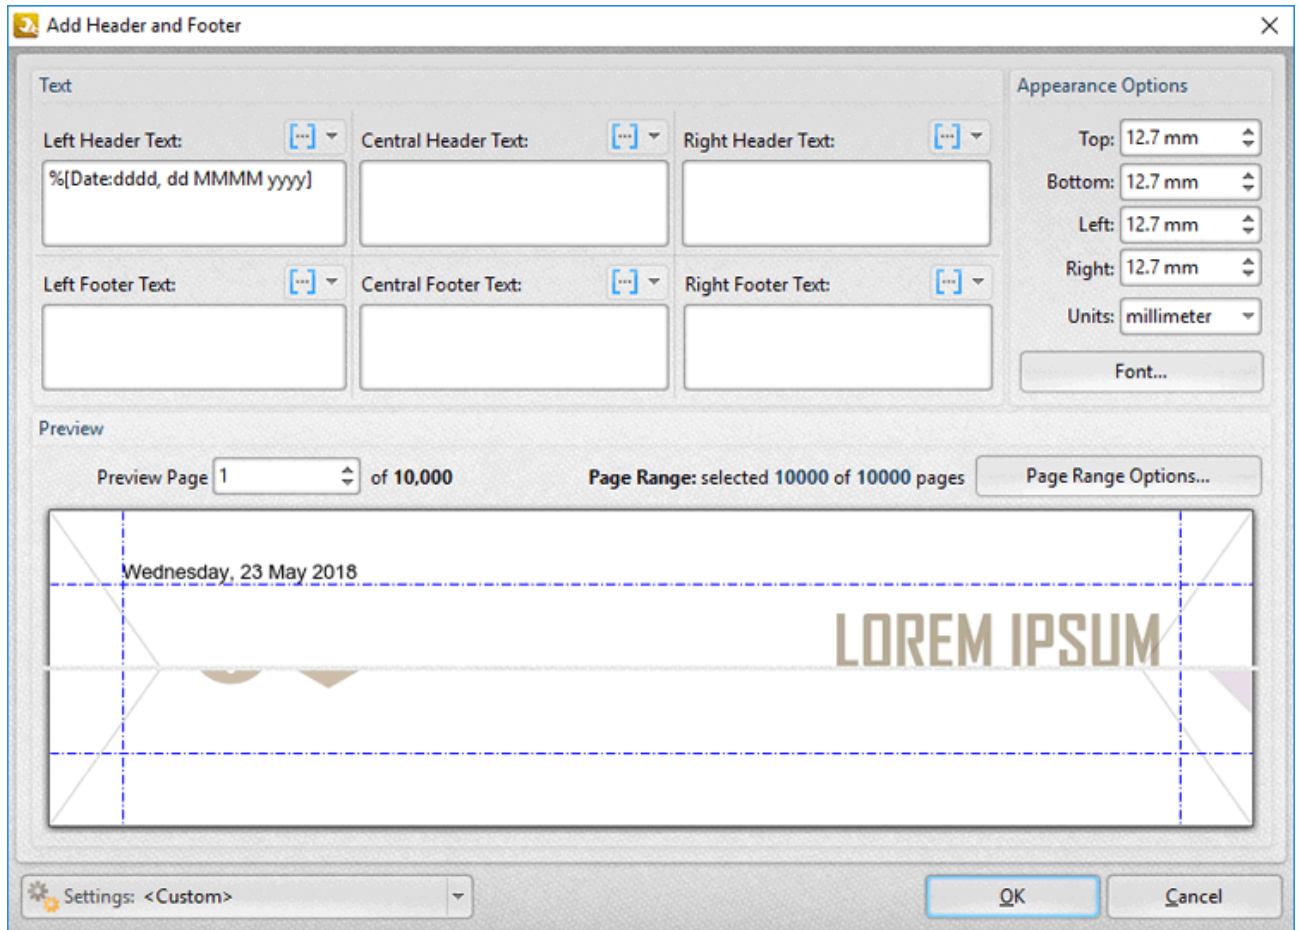 Add Header and Footer
Text
Appearance Options
Left Header Text:
Central Header Text:
Right Header Text:
Top: 12.7 mm
%[Date:dddd, dd MMMM yyyy]
Bottom: 12.7 mm
Left: 12.7 mm
Right: 12.7 mm
Left Footer Text:
Central Footer Text:
Right Footer Text:
Units: millimeter
Font...
Preview
Preview Page 1 of 10,000
Page Range: selected 10000 of 10000 pages
Page Range Options...
Wednesday, 23 May 2018
LOREM IPSUM
Settings: <Custom>
OK
Cancel